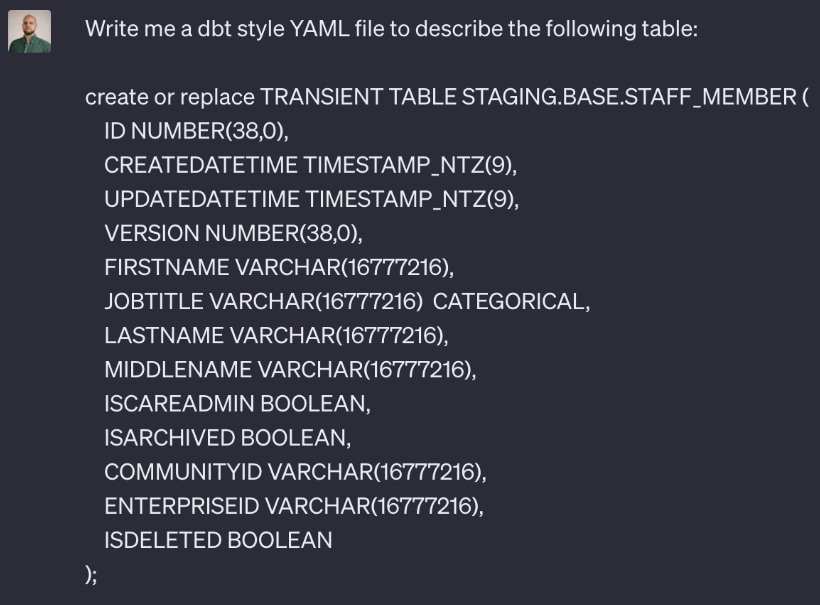 Write me a dbt style YAML file to describe the following table:
create or replace TRANSIENT TABLE STAGING.BASE.STAFF_MEMBER (
ID NUMBER(38,0),
CREATEDATETIME TIMESTAMP_NTZ(9),
UPDATEDATETIME TIMESTAMP_NTZ(9),
VERSION NUMBER(38,0),
FIRSTNAME VARCHAR(16777216),
JOBTITLE VARCHAR(16777216)  CATEGORICAL,
LASTNAME VARCHAR(16777216),
MIDDLENAME VARCHAR(16777216),
ISCAREADMIN BOOLEAN,
ISARCHIVED BOOLEAN,
COMMUNITYID VARCHAR(16777216),
ENTERPRISEID VARCHAR(16777216),
ISDELETED BOOLEAN
);